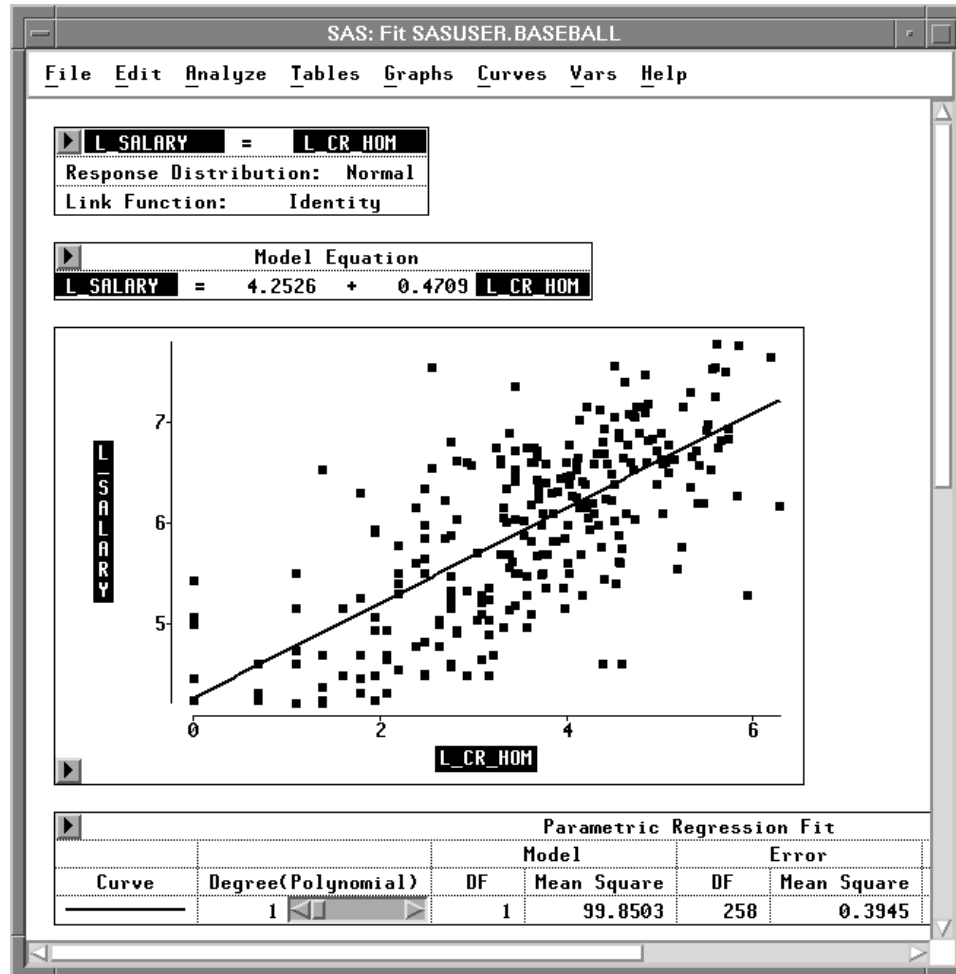 SAS: Fit SASUSER.BASEBALL
File Edit Analyze Tables Graphs Curves Vars Help
L_SALARY = L_CR_HOM
Response Distribution: Normal
Link Function: Identity
Model Equation
L_SALARY = 4.2526 + 0.4709 L_CR_HOM
7
6
5
L_SALARY
0 2 4 6
L_CR_HOM
Parametric Regression Fit
Model Error
Curve Degree(Polynomial) DF Mean Square DF Mean Square
1 1 99.8503 258 0.3945